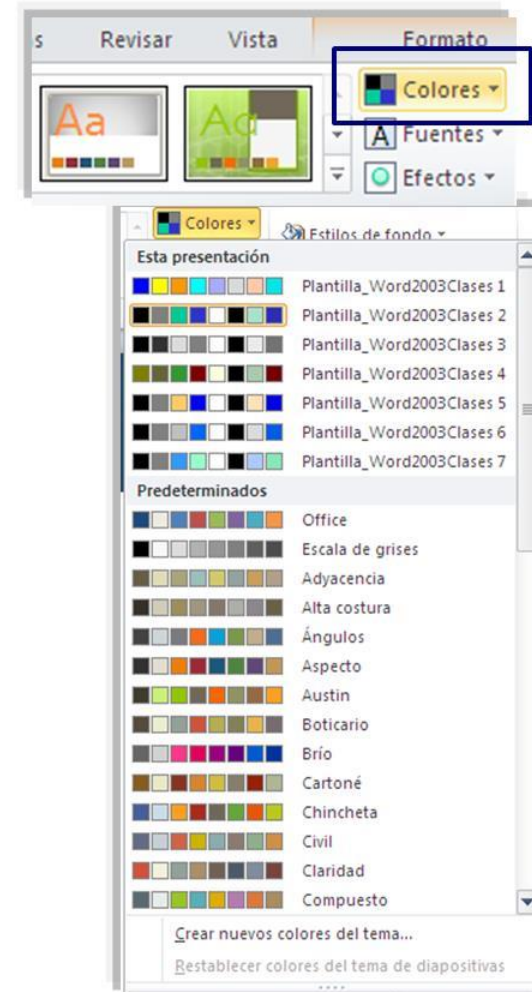 s Revisar Vista Formato
Aa Aa Colores
A Fuentes
Efectos
Colores Estilos de fondo
Esta presentación
Plantilla_Word2003Clases 1
Plantilla_Word2003Clases 2
Plantilla_Word2003Clases 3
Plantilla_Word2003Clases 4
Plantilla_Word2003Clases 5
Plantilla_Word2003Clases 6
Plantilla_Word2003Clases 7
Predeterminados
Office
Escala de grises
Adyacencia
Alta costura
Ángulos
Aspecto
Austin
Boticario
Brío
Cartoné
Chincheta
Civil
Claridad
Compuesto
Crear nuevos colores del tema...
Restablecer colores del tema de diapositivas